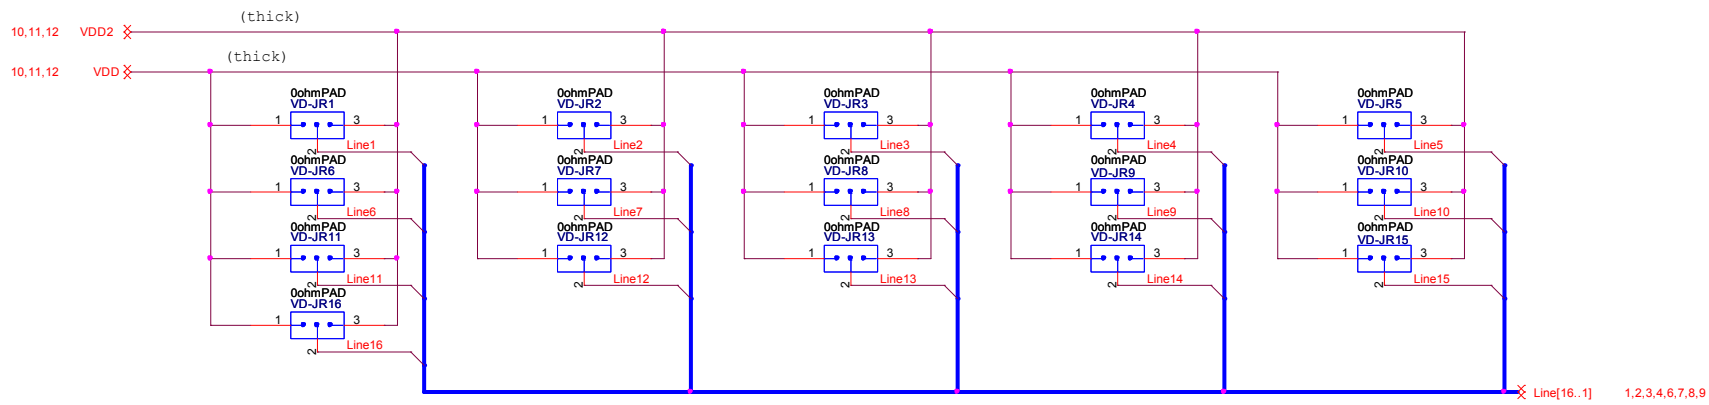 (thick)
10,11,12 VDD2
(thick)
10,11,12 VDD
0ohmPAD 0ohmPAD 0ohmPAD 0ohmPAD 0ohmPAD
VD-JR1 VD-JR2 VD-JR3 VD-JR4 VD-JR5
1 3 1 3 1 3 1 3 1 3
2 Line1 2 Line2 2 Line3 2 Line4 2 Line5
0ohmPAD 0ohmPAD 0ohmPAD 0ohmPAD 0ohmPAD
VD-JR6 VD-JR7 VD-JR8 VD-JR9 VD-JR10
1 3 1 3 1 3 1 3 1 3
2 Line6 2 Line7 2 Line8 2 Line9 2 Line10
0ohmPAD 0ohmPAD 0ohmPAD 0ohmPAD 0ohmPAD
VD-JR11 VD-JR12 VD-JR13 VD-JR14 VD-JR15
1 3 1 3 1 3 1 3 1 3
2 Line11 2 Line12 2 Line13 2 Line14 2 Line15
0ohmPAD
VD-JR16
1 3
2 Line16
Line[16..1] 1,2,3,4,6,7,8,9